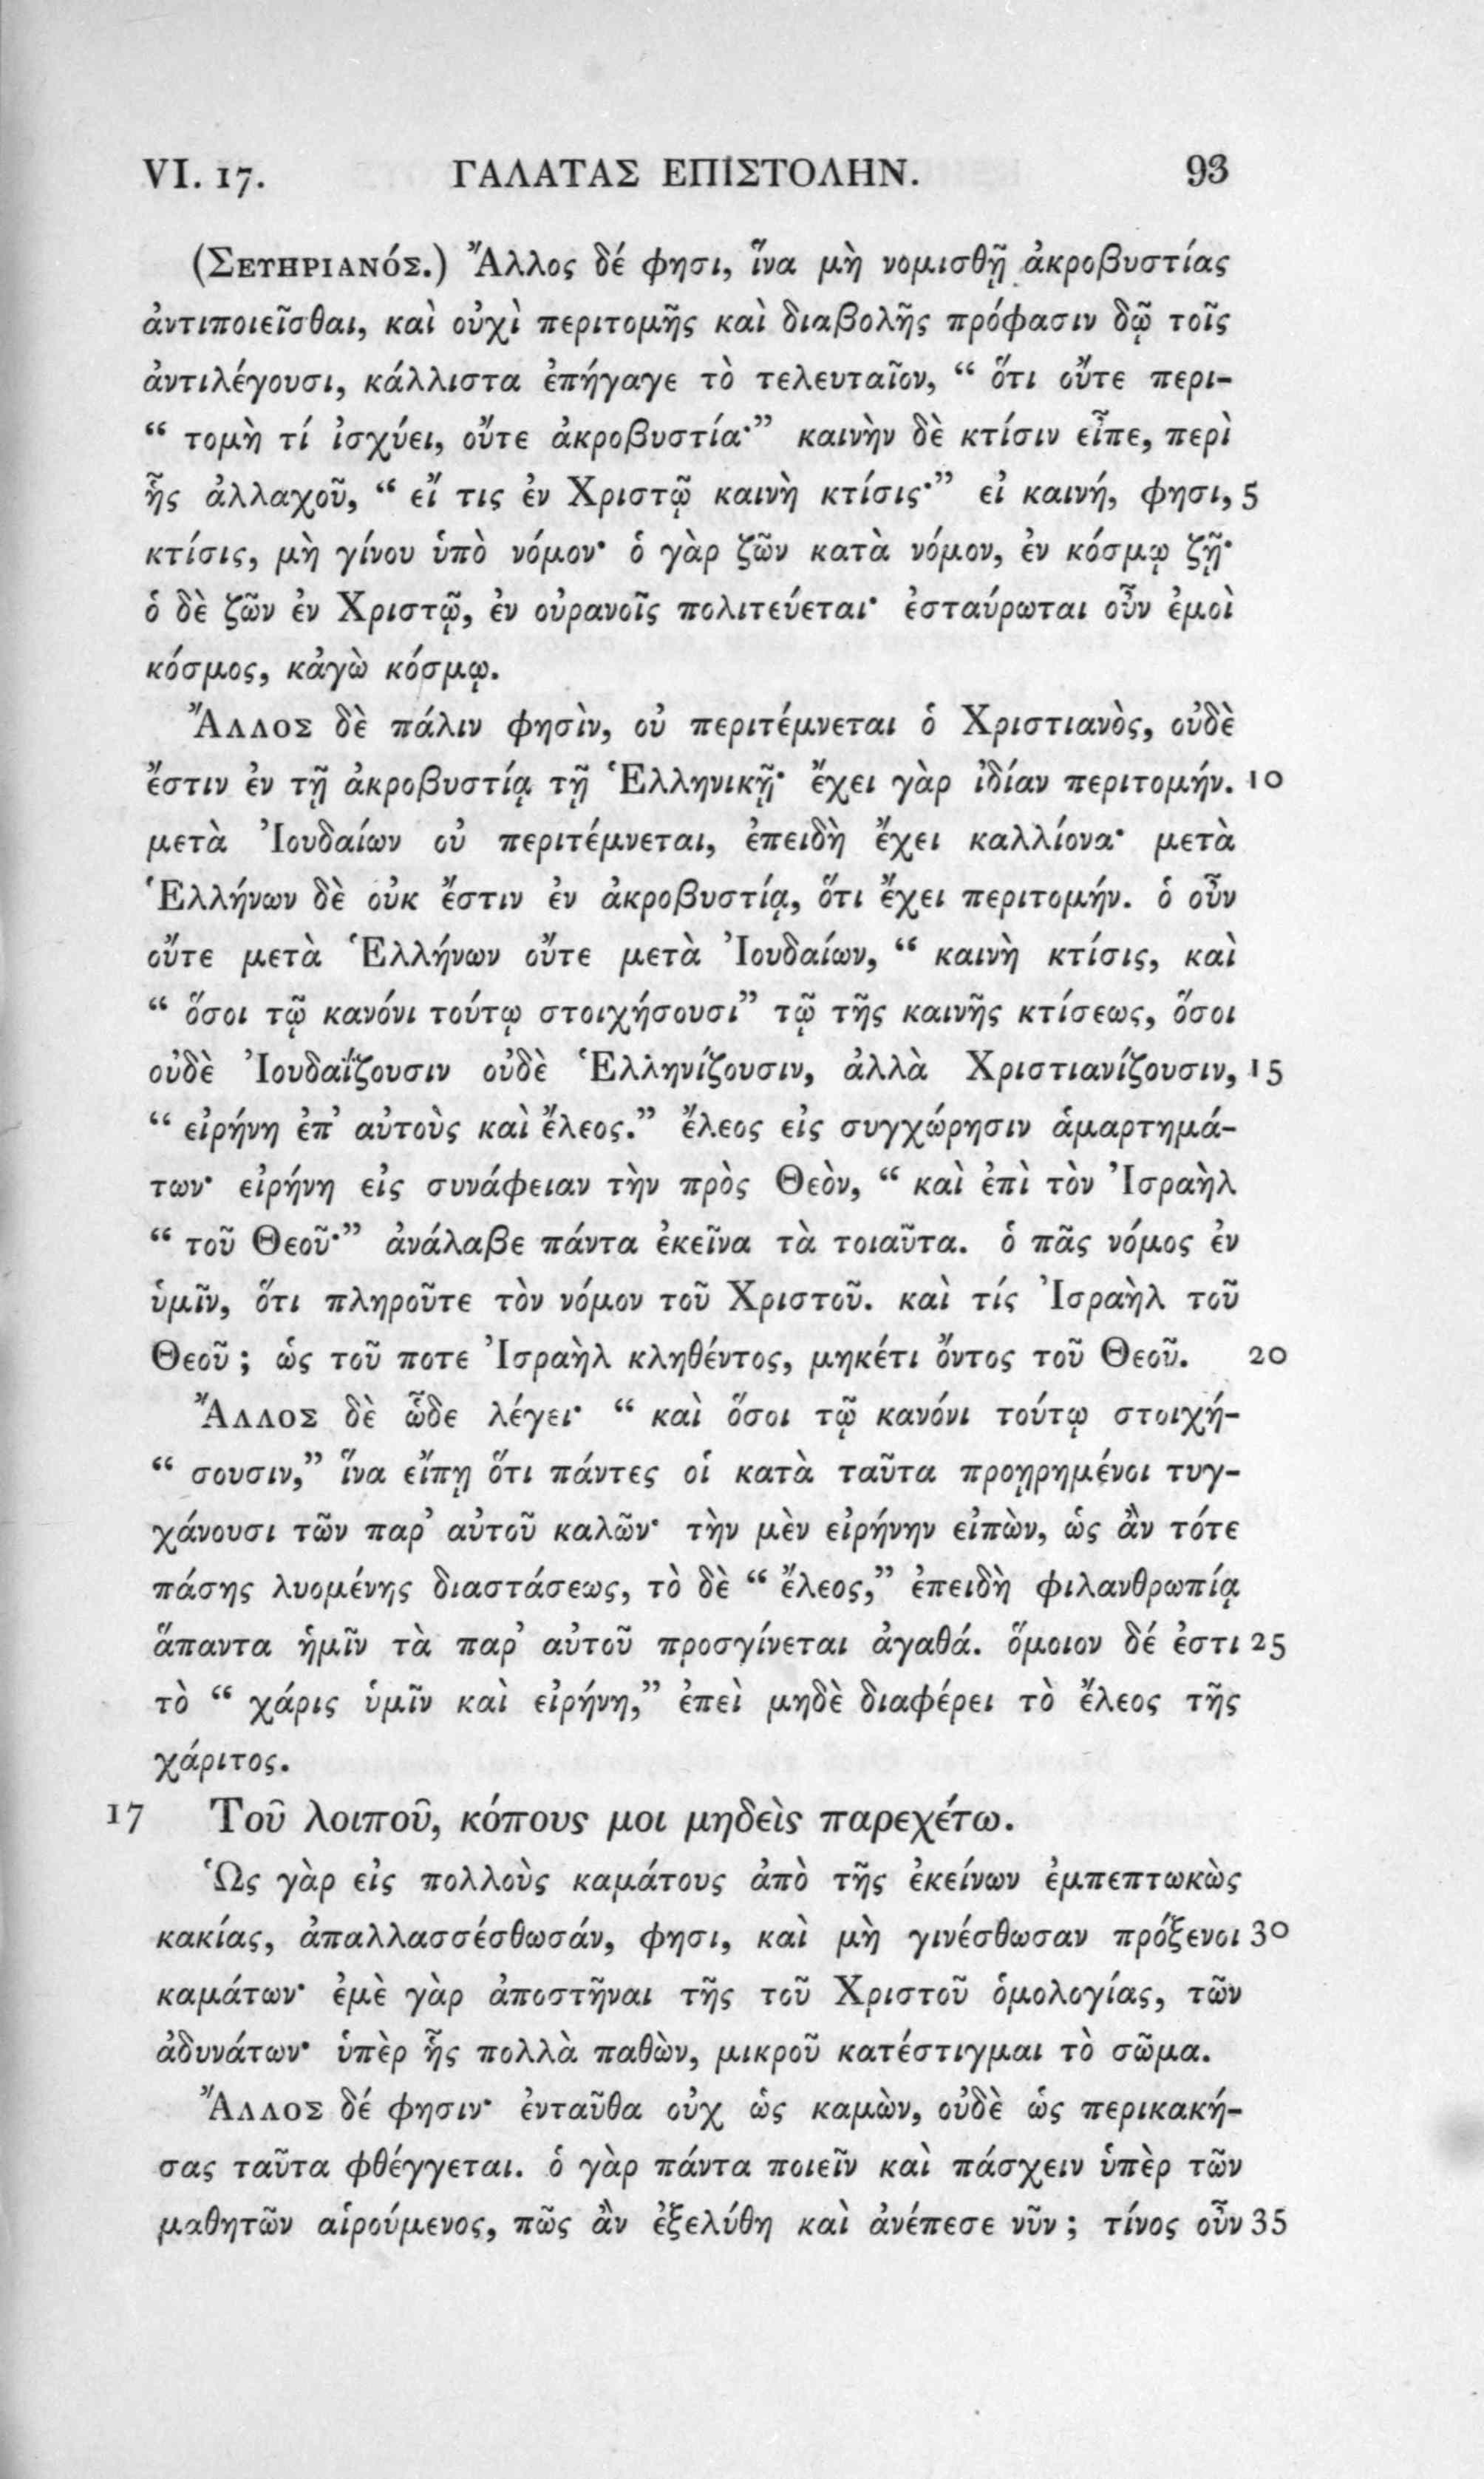 VI. 17. ΓΑΛΑΤΑΣ ΕΠΙΣΤΟΛΗΝ. 93
(Σετηριανός.) Ἄλλος δέ φησι, ἵνα μὴ νομισθῇ ἀκροβυστίας
ἀντιποιεῖσθαι, καὶ οὐχὶ περιτομῆς καὶ διαβολῆς πρόφασιν δῷ τοῖς
ἀντιλέγουσι, κάλλιστα ἐπήγαγε τὸ τελευταῖον, “ ὅτι οὔτε περι-
“ τομὴ τί ἰσχύει, οὔτε ἀκροβυστία·” καινὴν δὲ κτίσιν εἶπε, περὶ
ἧς ἀλλαχοῦ, “ εἴ τις ἐν Χριστῷ καινὴ κτίσις·” εἰ καινή, φησι, 5
κτίσις, μὴ γίνου ὑπὸ νόμον· ὁ γὰρ ζῶν κατὰ νόμον, ἐν κόσμῳ ζῇ·
ὁ δὲ ζῶν ἐν Χριστῷ, ἐν οὐρανοῖς πολιτεύεται· ἐσταύρωται οὖν ἐμοὶ
κόσμος, κἀγὼ κόσμῳ.
Ἄλλος δὲ πάλιν φησὶν, οὐ περιτέμνεται ὁ Χριστιανὸς, οὐδὲ
ἔστιν ἐν τῇ ἀκροβυστίᾳ τῇ Ἑλληνικῇ· ἔχει γὰρ ἰδίαν περιτομήν. 10
μετὰ Ἰουδαίων οὐ περιτέμνεται, ἐπειδὴ ἔχει καλλίονα· μετὰ
Ἑλλήνων δὲ οὐκ ἔστιν ἐν ἀκροβυστίᾳ, ὅτι ἔχει περιτομήν. ὁ οὖν
οὔτε μετὰ Ἑλλήνων οὔτε μετὰ Ἰουδαίων, “ καινὴ κτίσις, καὶ
“ ὅσοι τῷ κανόνι τούτῳ στοιχήσουσι” τῷ τῆς καινῆς κτίσεως, ὅσοι
οὐδὲ Ἰουδαΐζουσιν οὐδὲ Ἑλληνίζουσιν, ἀλλὰ Χριστιανίζουσιν, 15
“ εἰρήνη ἐπ’ αὐτοὺς καὶ ἔλεος.” ἔλεος εἰς συγχώρησιν ἁμαρτημά-
των· εἰρήνη εἰς συνάφειαν τὴν πρὸς Θεὸν, “ καὶ ἐπὶ τὸν Ἰσραὴλ
“ τοῦ Θεοῦ·” ἀνάλαβε πάντα ἐκεῖνα τὰ τοιαῦτα. ὁ πᾶς νόμος ἐν
ὑμῖν, ὅτι πληροῦτε τὸν νόμον τοῦ Χριστοῦ. καὶ τίς Ἰσραὴλ τοῦ
Θεοῦ ; ὡς τοῦ ποτε Ἰσραὴλ κληθέντος, μηκέτι ὄντος τοῦ Θεοῦ. 20
Ἄλλος δὲ ὧδε λέγει· “ καὶ ὅσοι τῷ κανόνι τούτῳ στοιχή-
“ σουσιν,” ἵνα εἴπῃ ὅτι πάντες οἱ κατὰ ταῦτα προῃρημένοι τυγ-
χάνουσι τῶν παρ’ αὐτοῦ καλῶν· τὴν μὲν εἰρήνην εἰπὼν, ὡς ἂν τότε
πάσης λυομένης διαστάσεως, τὸ δὲ “ ἔλεος,” ἐπειδὴ φιλανθρωπίᾳ
ἅπαντα ἡμῖν τὰ παρ’ αὐτοῦ προσγίνεται ἀγαθά. ὅμοιον δέ ἐστι 25
τὸ “ χάρις ὑμῖν καὶ εἰρήνη,” ἐπεὶ μηδὲ διαφέρει τὸ ἔλεος τῆς
χάριτος.
17 Τοῦ λοιποῦ, κόπους μοι μηδεὶς παρεχέτω.
Ὡς γὰρ εἰς πολλοὺς καμάτους ἀπὸ τῆς ἐκείνων ἐμπεπτωκὼς
κακίας, ἀπαλλασσέσθωσάν, φησι, καὶ μὴ γινέσθωσαν πρόξενοι 30
καμάτων· ἐμὲ γὰρ ἀποστῆναι τῆς τοῦ Χριστοῦ ὁμολογίας, τῶν
ἀδυνάτων· ὑπὲρ ἧς πολλὰ παθὼν, μικροῦ κατέστιγμαι τὸ σῶμα.
Ἄλλος δέ φησιν· ἐνταῦθα οὐχ ὡς καμὼν, οὐδὲ ὡς περικακή-
σας ταῦτα φθέγγεται. ὁ γὰρ πάντα ποιεῖν καὶ πάσχειν ὑπὲρ τῶν
μαθητῶν αἱρούμενος, πῶς ἂν ἐξελύθη καὶ ἀνέπεσε νῦν ; τίνος οὖν 35